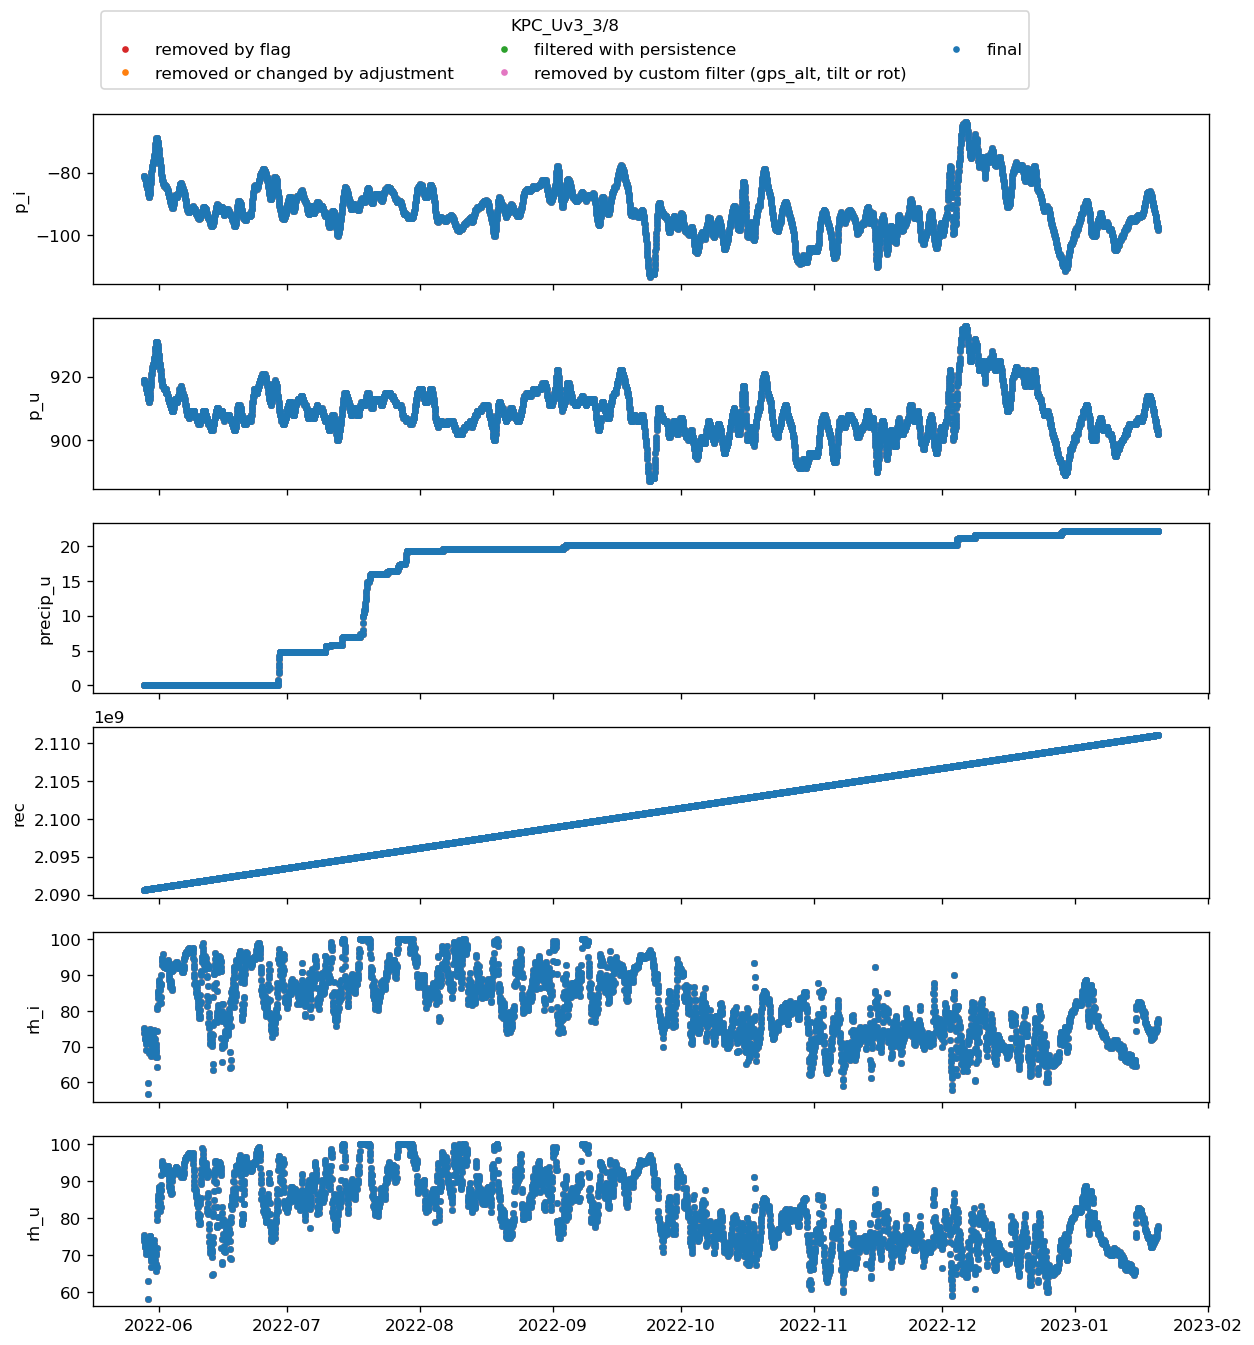 KPC_Uv3_3/8
removed by flag
filtered with persistence
final
removed or changed by adjustment
removed by custom filter (gps_alt, tilt or rot)
p_i
−80
−100
p_u
920
900
precip_u
20
15
10
5
0
1e9
rec
2.110
2.105
2.100
2.095
2.090
rh_i
100
90
80
70
60
rh_u
100
90
80
70
60
2022-06 2022-07 2022-08 2022-09 2022-10 2022-11 2022-12 2023-01 2023-02